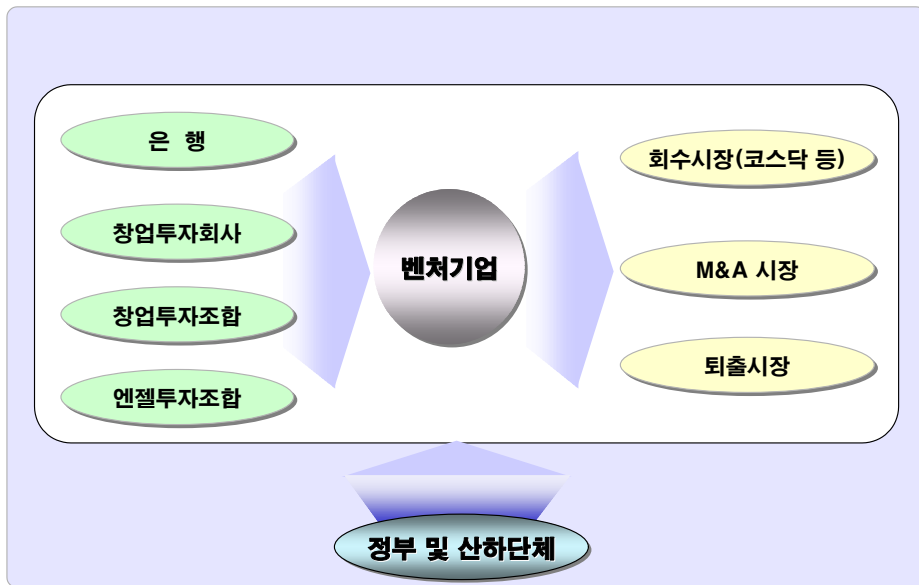 은 행
창업투자회사
창업투자조합
엔젤투자조합
벤처기업
회수시장(코스닥 등)
M&A 시장
퇴출시장
정부 및 산하단체